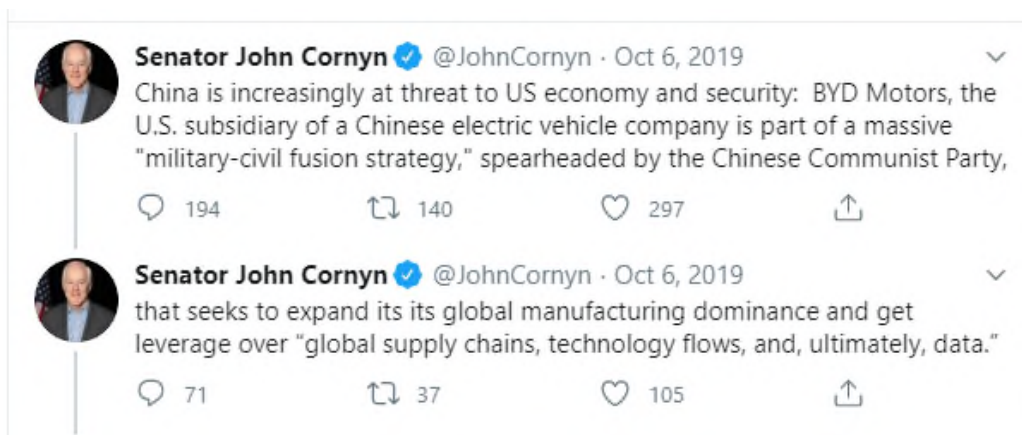 Senator John Cornyn @JohnCornyn · Oct 6, 2019
China is increasingly at threat to US economy and security: BYD Motors, the
U.S. subsidiary of a Chinese electric vehicle company is part of a massive
"military-civil fusion strategy," spearheaded by the Chinese Communist Party,
194 140 297
Senator John Cornyn @JohnCornyn · Oct 6, 2019
that seeks to expand its its global manufacturing dominance and get
leverage over “global supply chains, technology flows, and, ultimately, data.”
71 37 105